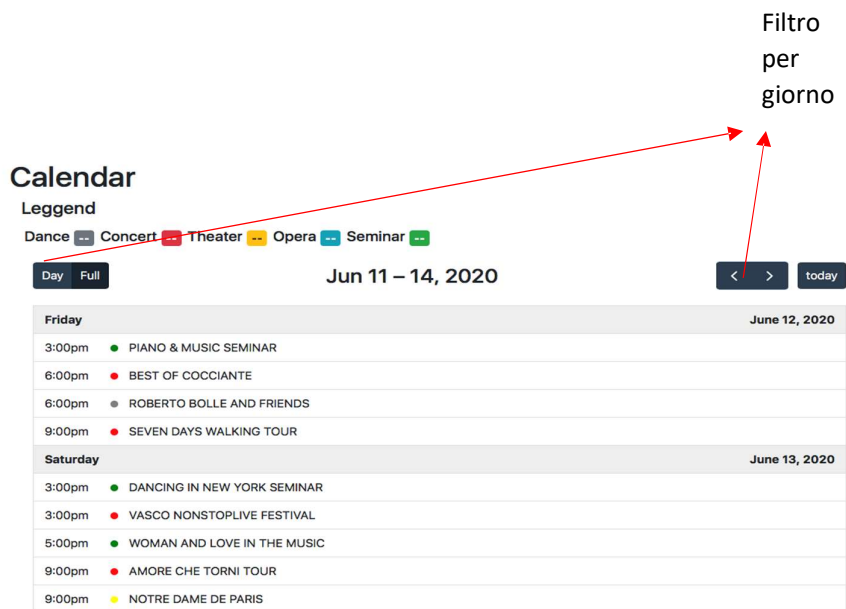 Filtro
per
giorno
Calendar
Leggend
Dance -- Concert -- Theater -- Opera -- Seminar --
Day Full Jun 11 – 14, 2020 < > today
Friday June 12, 2020
3:00pm PIANO & MUSIC SEMINAR
6:00pm BEST OF COCCIANTE
6:00pm ROBERTO BOLLE AND FRIENDS
9:00pm SEVEN DAYS WALKING TOUR
Saturday June 13, 2020
3:00pm DANCING IN NEW YORK SEMINAR
3:00pm VASCO NONSTOPLIVE FESTIVAL
5:00pm WOMAN AND LOVE IN THE MUSIC
9:00pm AMORE CHE TORNI TOUR
9:00pm NOTRE DAME DE PARIS